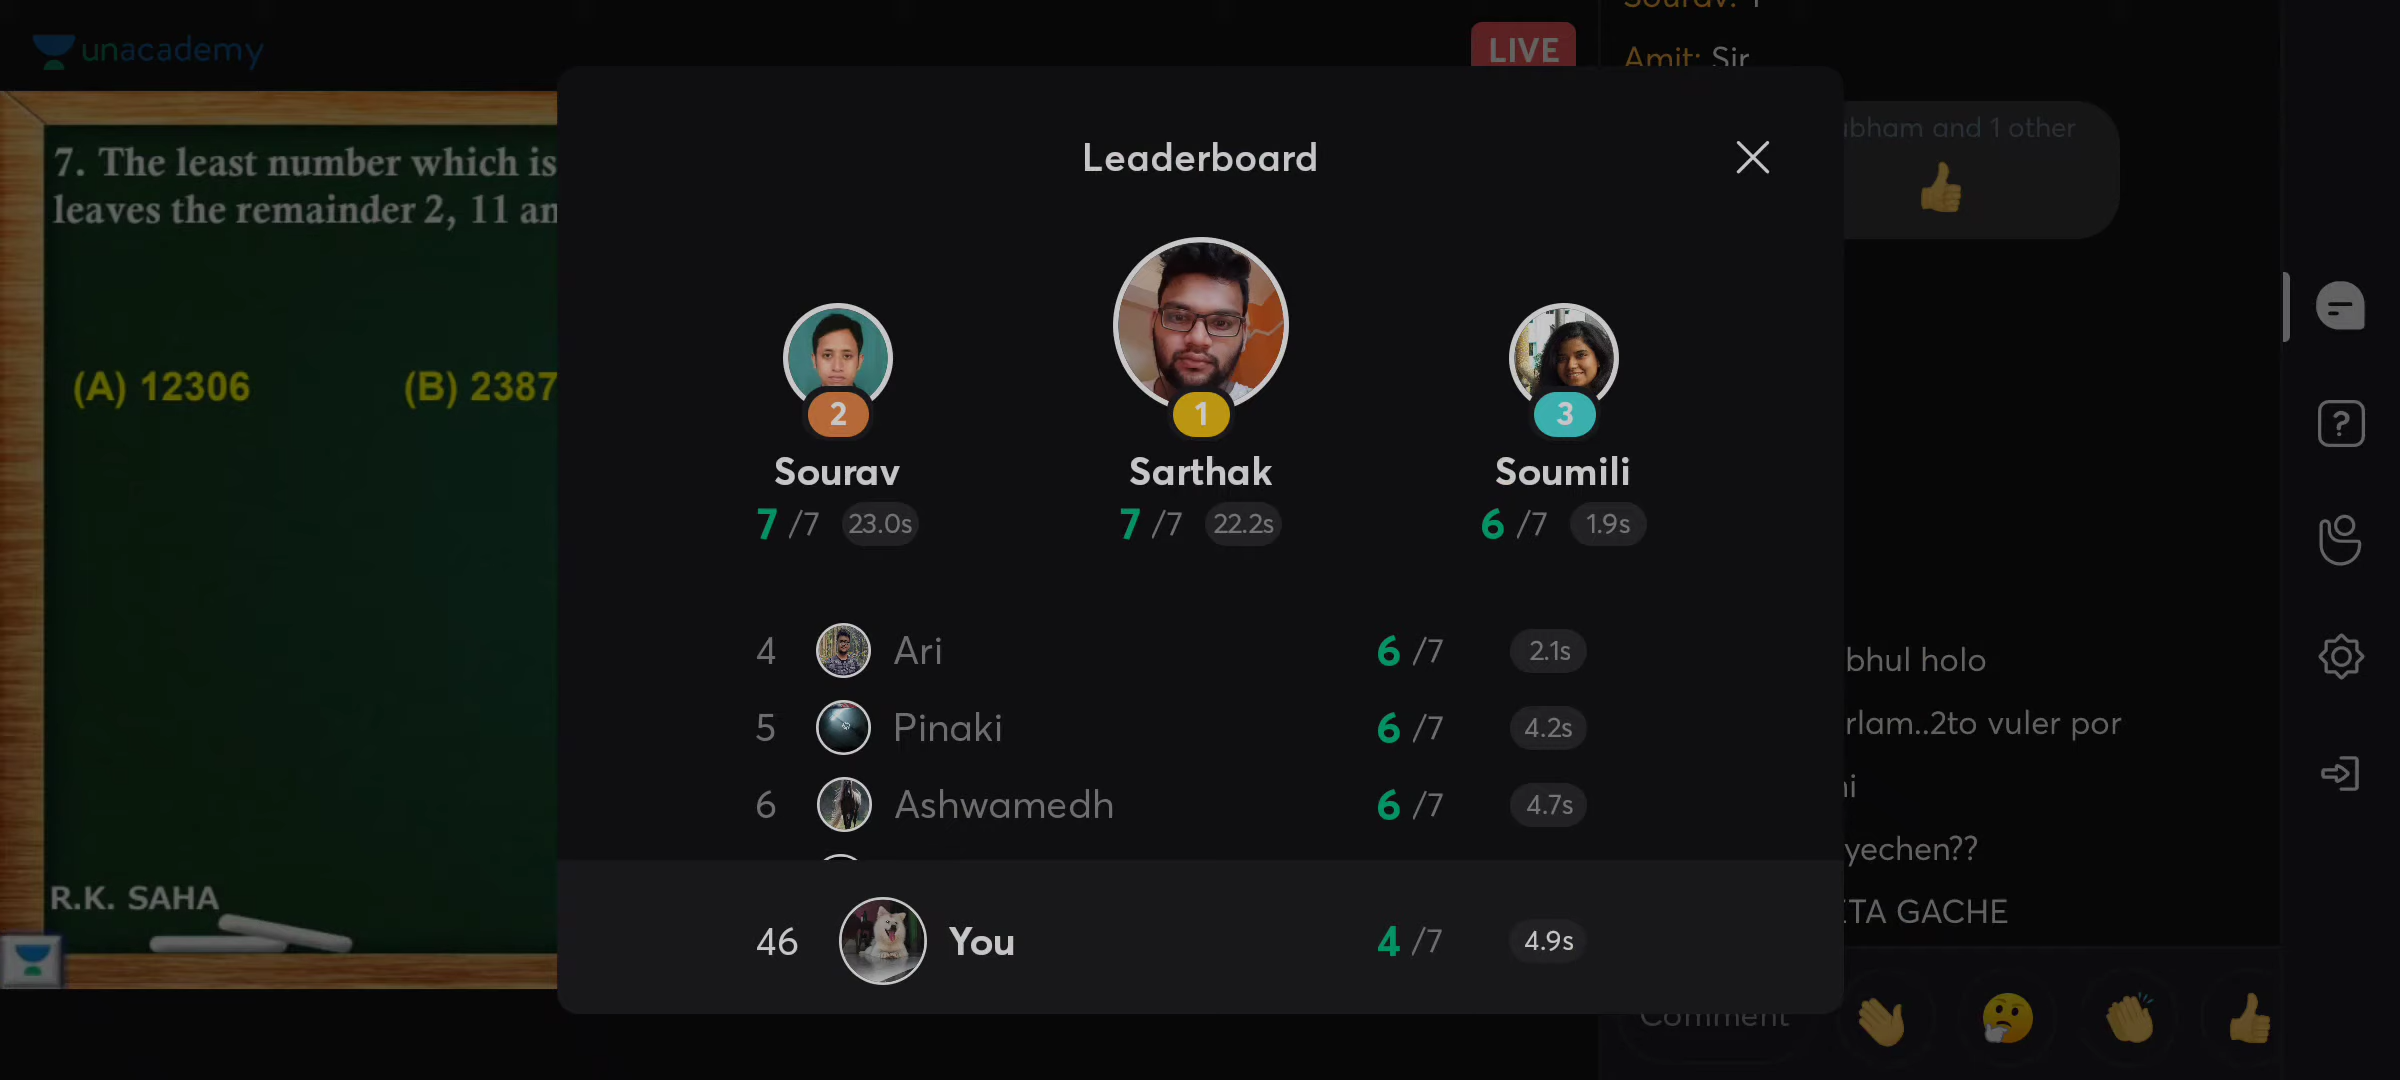 unacademy
LIVE
Amit: Sir
7. The least number which is
leaves the remainder 2, 11
and 1 other
Leaderboard
(A) 12306
(B) 2387
2
1
3
Sourav
Sarthak
Soumili
7 /7 23.0s
7 /7 22.2s
6 /7 1.9s
4 Ari 6 /7 2.1s
5 Pinaki 6 /7 4.2s
6 Ashwamedh 6 /7 4.7s
46 You 4 /7 4.9s
bhul holo
rlam..2to vuler por
yechen??
GACHE
R.K. SAHA
Comment